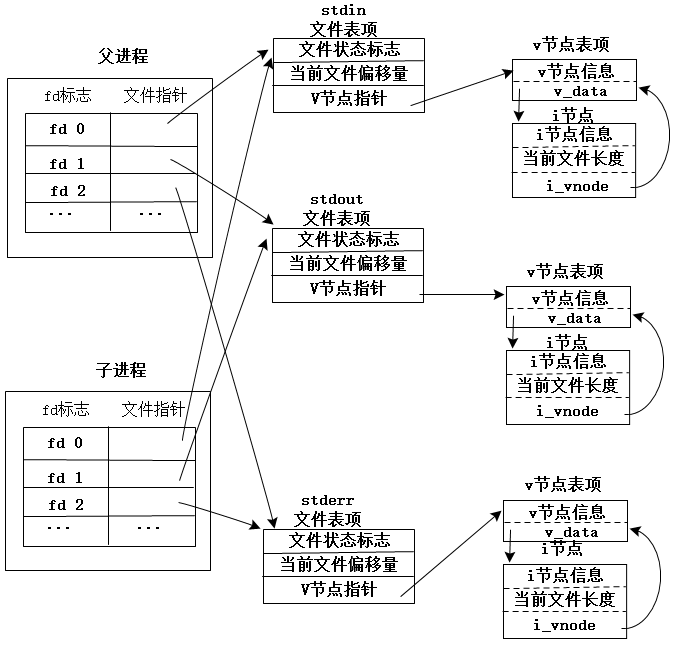 父进程
fd标志 文件指针
fd 0
fd 1
fd 2
... ...
子进程
fd标志 文件指针
fd 0
fd 1
fd 2
... ...
stdin
文件表项
文件状态标志
当前文件偏移量
V节点指针
stdout
文件表项
文件状态标志
当前文件偏移量
V节点指针
stderr
文件表项
文件状态标志
当前文件偏移量
V节点指针
v节点表项
v节点信息
v_data
i节点
i节点信息
当前文件长度
i_vnode
v节点表项
v节点信息
v_data
i节点
i节点信息
当前文件长度
i_vnode
v节点表项
v节点信息
v_data
i节点
i节点信息
当前文件长度
i_vnode